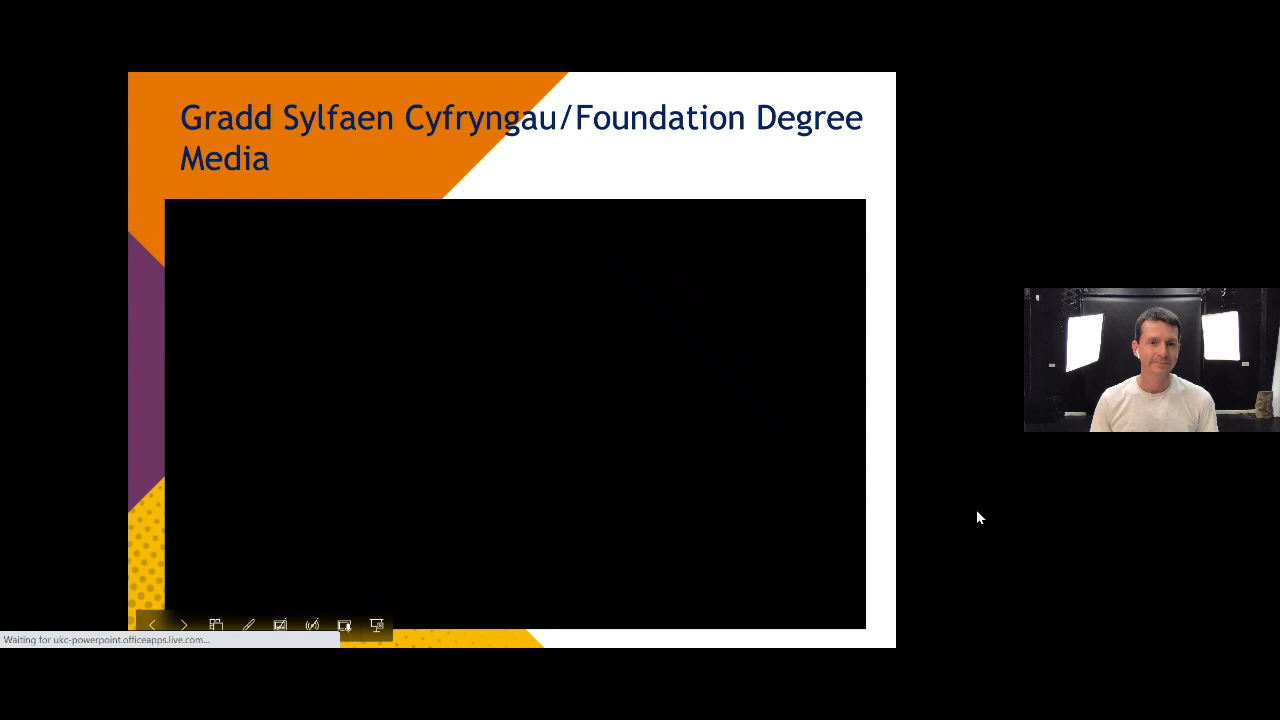 Gradd Sylfaen Cyfryngau/Foundation Degree
Media
Waiting for ukc-powerpoint.officeapps.live.com...